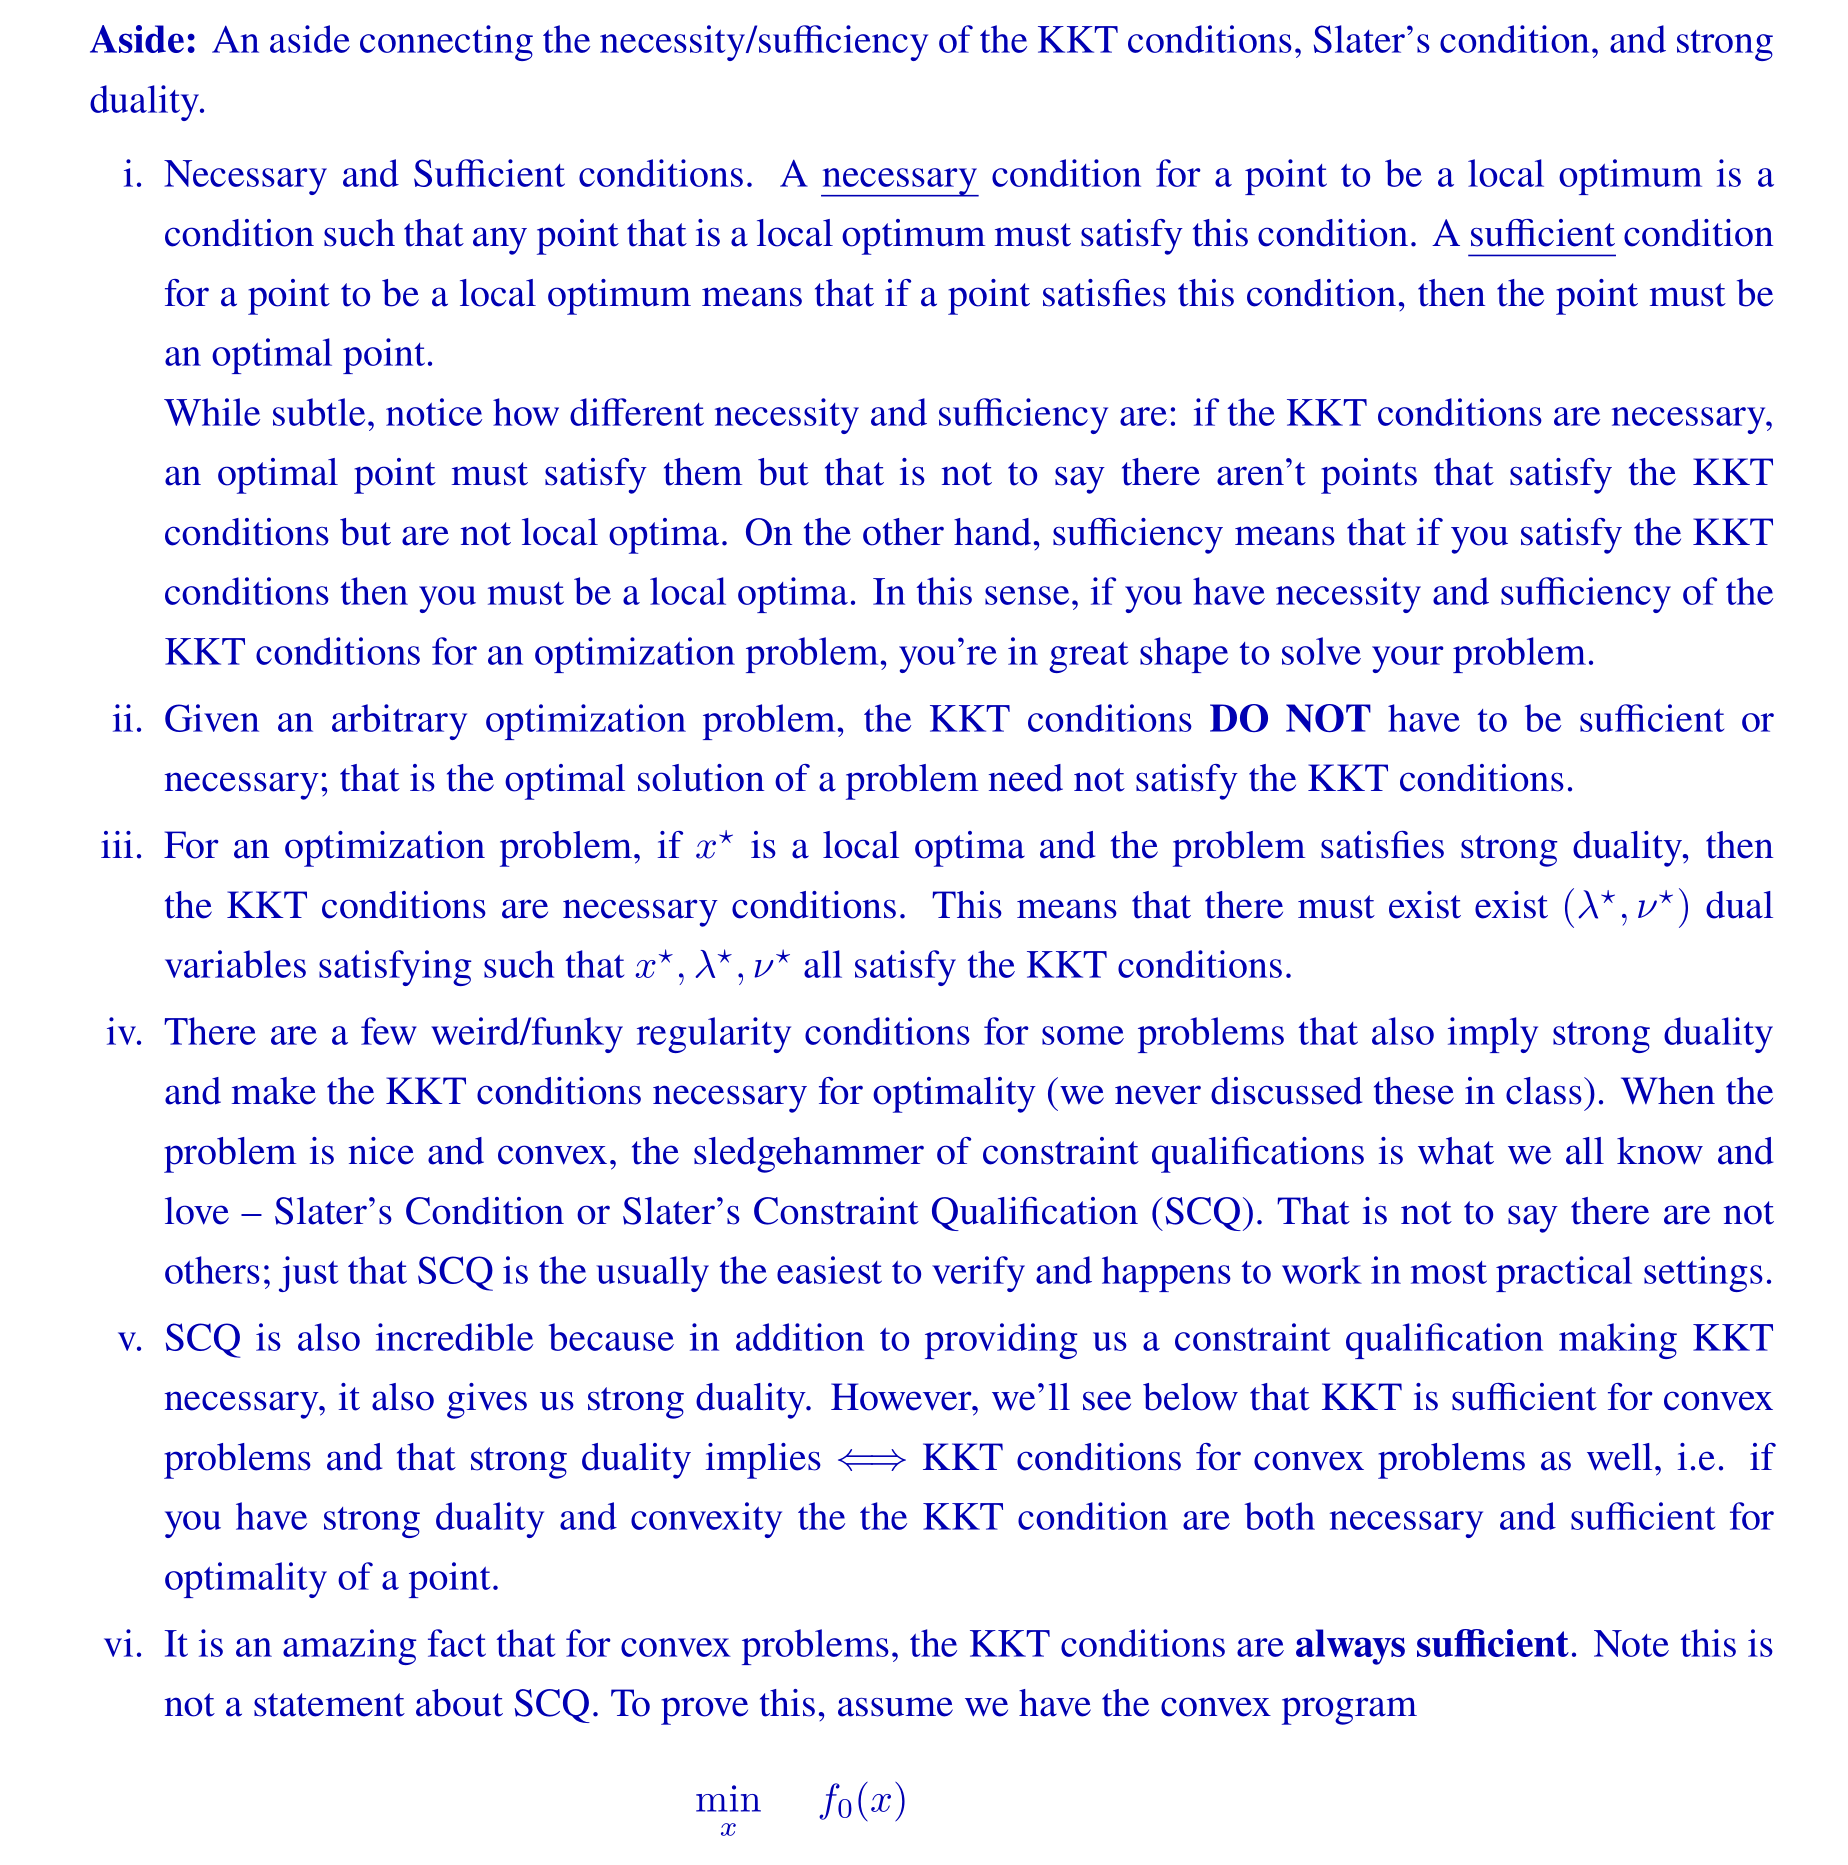 Aside: An aside connecting the necessity/sufficiency of the KKT conditions, Slater's condition, and strong
duality.
i. Necessary and Sufficient conditions. A necessary condition for a point to be a local optimum is a
condition such that any point that is a local optimum must satisfy this condition. A sufficient condition
for a point to be a local optimum means that if a point satisfies this condition, then the point must be
an optimal point.
While subtle, notice how different necessity and sufficiency are: if the KKT conditions are necessary,
an optimal point must satisfy them but that is not to say there aren't points that satisfy the KKT
conditions but are not local optima. On the other hand, sufficiency means that if you satisfy the KKT
conditions then you must be a local optima. In this sense, if you have necessity and sufficiency of the
KKT conditions for an optimization problem, you're in great shape to solve your problem.
ii. Given an arbitrary optimization problem, the KKT conditions DO NOT have to be sufficient or
necessary; that is the optimal solution of a problem need not satisfy the KKT conditions.
iii. For an optimization problem, if x⋆ is a local optima and the problem satisfies strong duality, then
the KKT conditions are necessary conditions. This means that there must exist exist (λ⋆, ν⋆) dual
variables satisfying such that x⋆, λ⋆, ν⋆ all satisfy the KKT conditions.
iv. There are a few weird/funky regularity conditions for some problems that also imply strong duality
and make the KKT conditions necessary for optimality (we never discussed these in class). When the
problem is nice and convex, the sledgehammer of constraint qualifications is what we all know and
love – Slater's Condition or Slater's Constraint Qualification (SCQ). That is not to say there are not
others; just that SCQ is the usually the easiest to verify and happens to work in most practical settings.
v. SCQ is also incredible because in addition to providing us a constraint qualification making KKT
necessary, it also gives us strong duality. However, we'll see below that KKT is sufficient for convex
problems and that strong duality implies ⟺ KKT conditions for convex problems as well, i.e. if
you have strong duality and convexity the the KKT condition are both necessary and sufficient for
optimality of a point.
vi. It is an amazing fact that for convex problems, the KKT conditions are always sufficient. Note this is
not a statement about SCQ. To prove this, assume we have the convex program
min f₀(x)
x